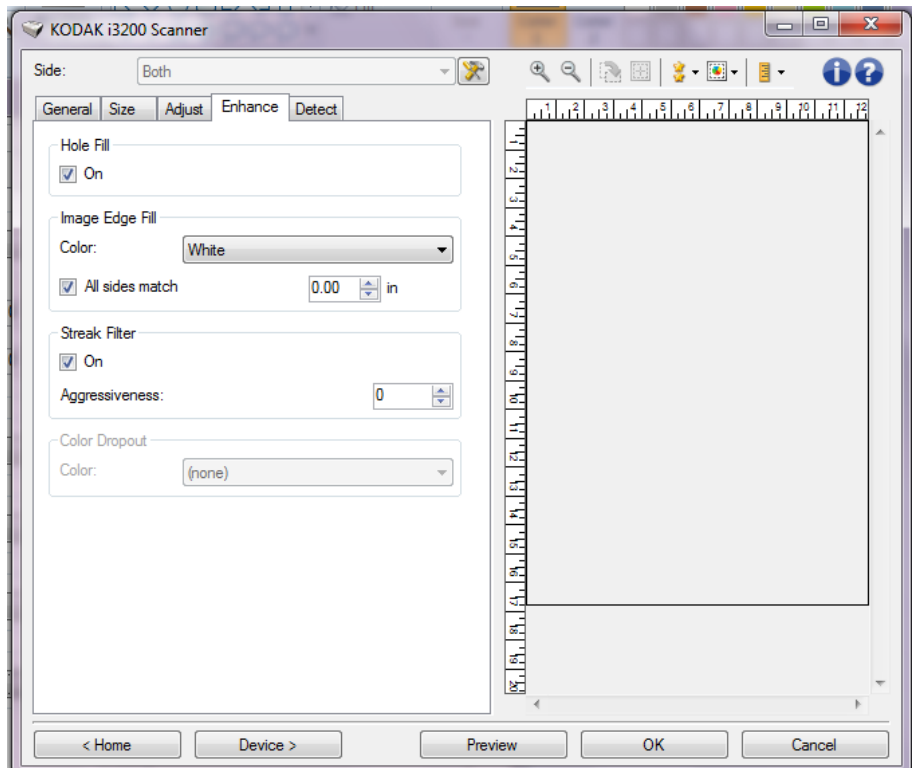 KODAK i3200 Scanner
Side: Both
General Size Adjust Enhance Detect
1 2 3 4 5 6 7 8 9 10 11 12
Hole Fill
On
Image Edge Fill
Color: White
All sides match 0.00 in
Streak Filter
On
Aggressiveness: 0
Color Dropout
Color: (none)
1
2
3
4
5
6
7
8
9
10
11
12
13
14
15
16
17
18
19
20
< Home Device > Preview OK Cancel